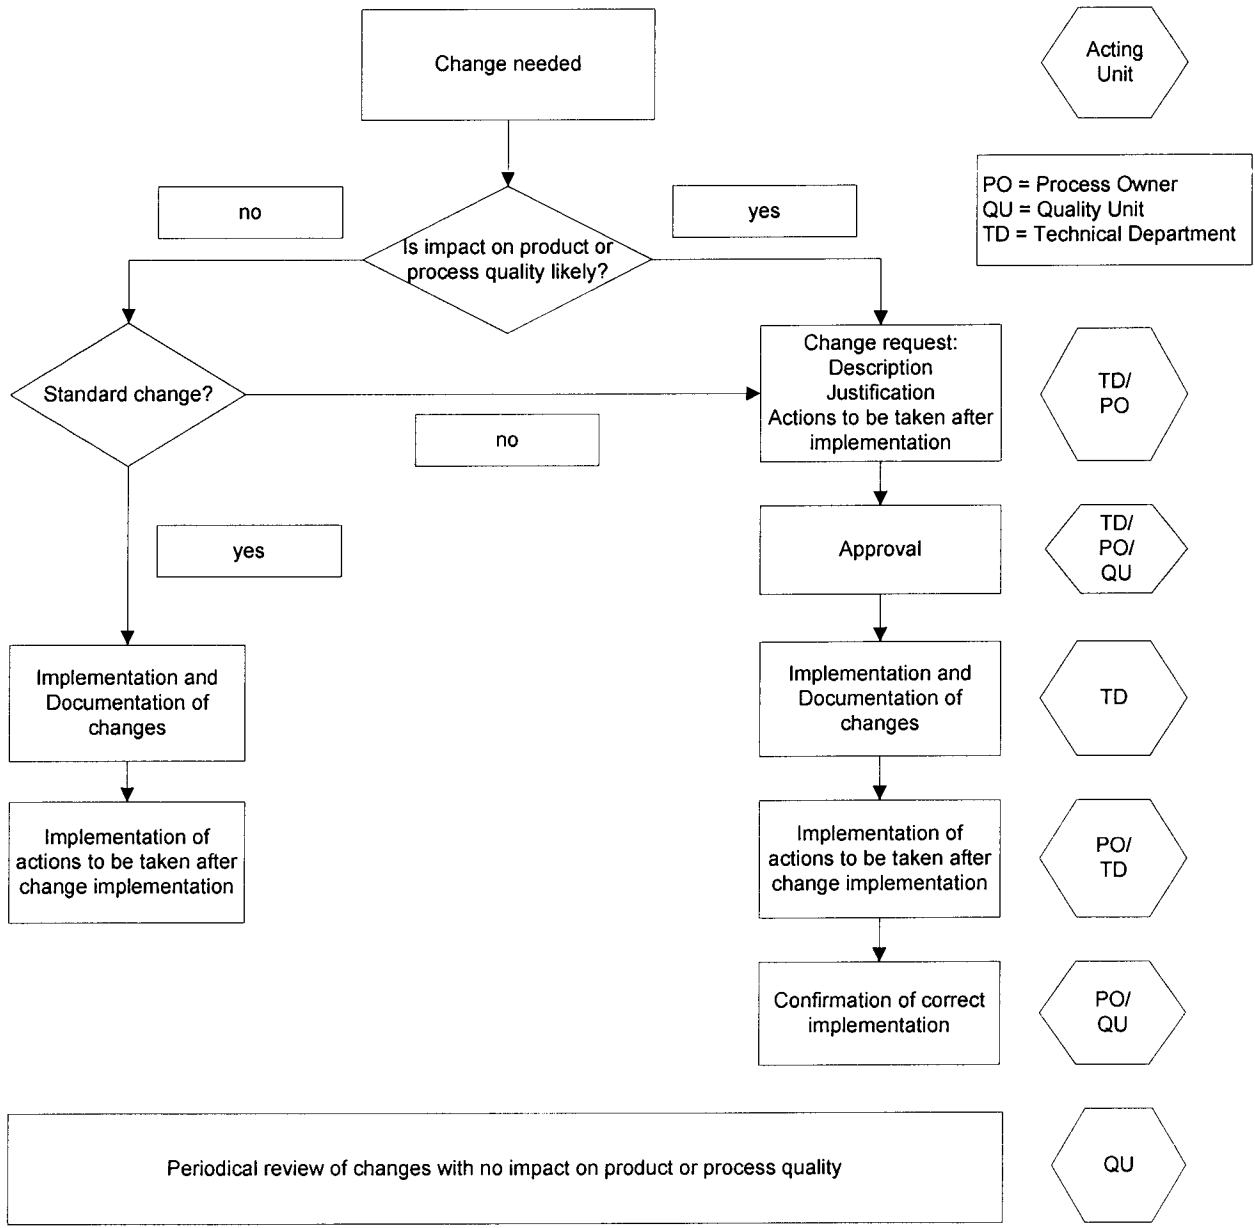 Change needed
Acting
Unit
PO = Process Owner
QU = Quality Unit
TD = Technical Department
no
yes
Is impact on product or
process quality likely?
Standard change?
Change request:
Description
Justification
Actions to be taken after
implementation
TD/
PO
no
yes
Approval
TD/
PO/
QU
Implementation and
Documentation of
changes
Implementation and
Documentation of
changes
TD
Implementation of
actions to be taken after
change implementation
Implementation of
actions to be taken after
change implementation
PO/
TD
Confirmation of correct
implementation
PO/
QU
Periodical review of changes with no impact on product or process quality
QU